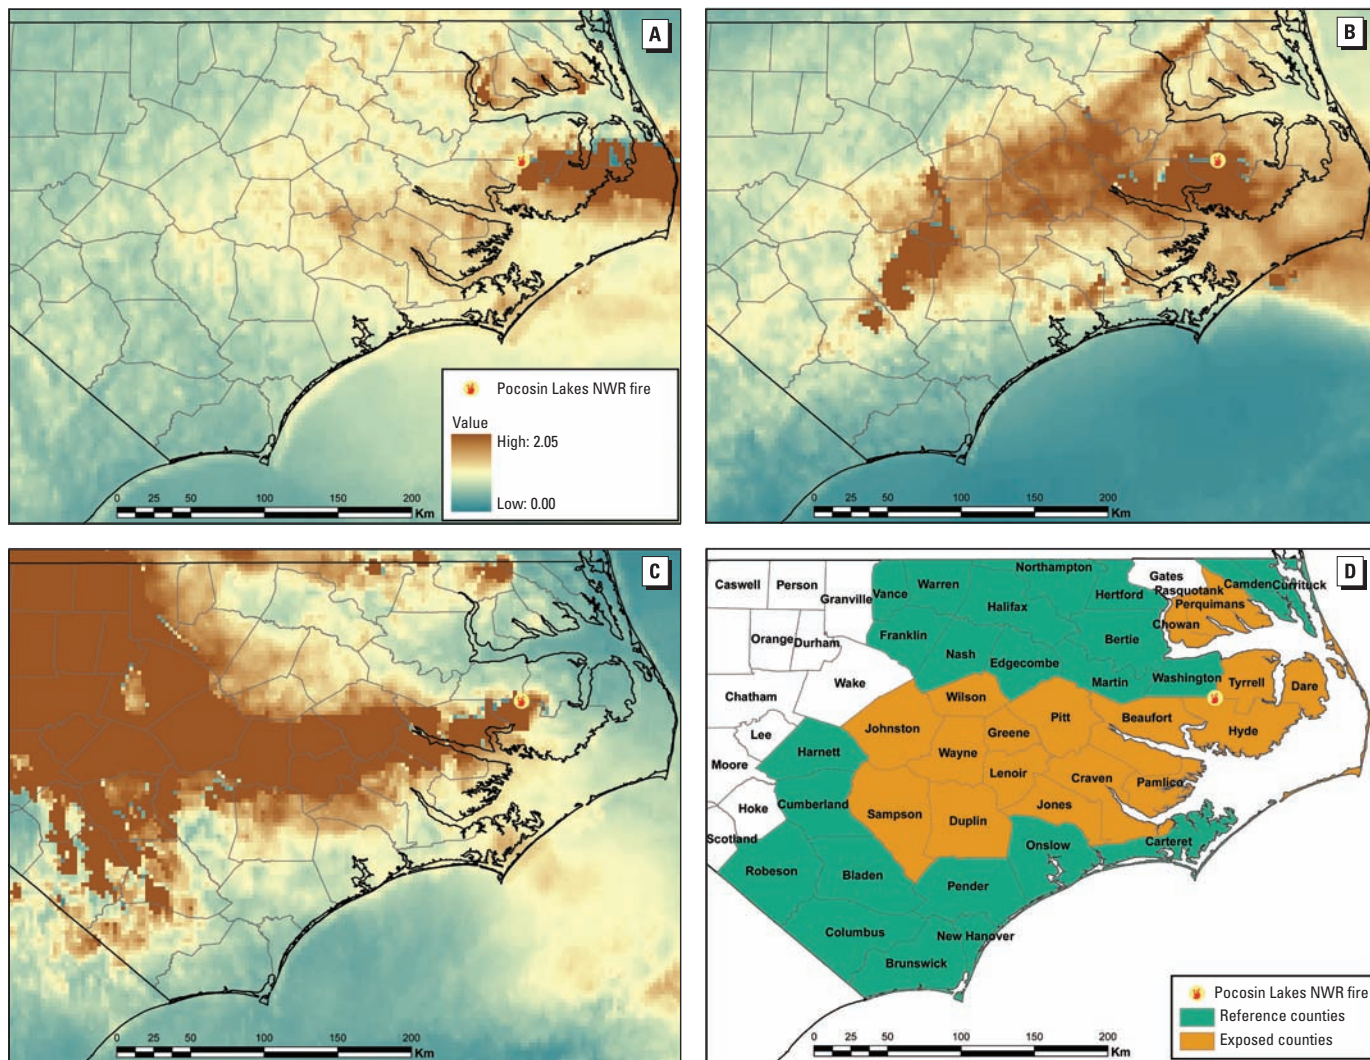 A
Pocosin Lakes NWR fire
Value
High: 2.05
Low: 0.00
0 25 50 100 150 200
Km
B
0 25 50 100 150 200
Km
C
0 25 50 100 150 200
Km
D
Caswell
Person
Granville
Vance
Warren
Northampton
Gates
Pasquotank
Camden
Currituck
Halifax
Hertford
Perquimans
Chowan
Orange
Durham
Franklin
Nash
Edgecombe
Bertie
Martin
Washington
Tyrrell
Dare
Chatham
Wake
Wilson
Johnston
Pitt
Beaufort
Hyde
Lee
Greene
Harnett
Wayne
Moore
Lenoir
Craven
Pamlico
Hoke
Cumberland
Sampson
Duplin
Jones
Scotland
Onslow
Carteret
Robeson
Bladen
Pender
Columbus
New Hanover
Brunswick
Pocosin Lakes NWR fire
Reference counties
Exposed counties
0 25 50 100 150 200
Km